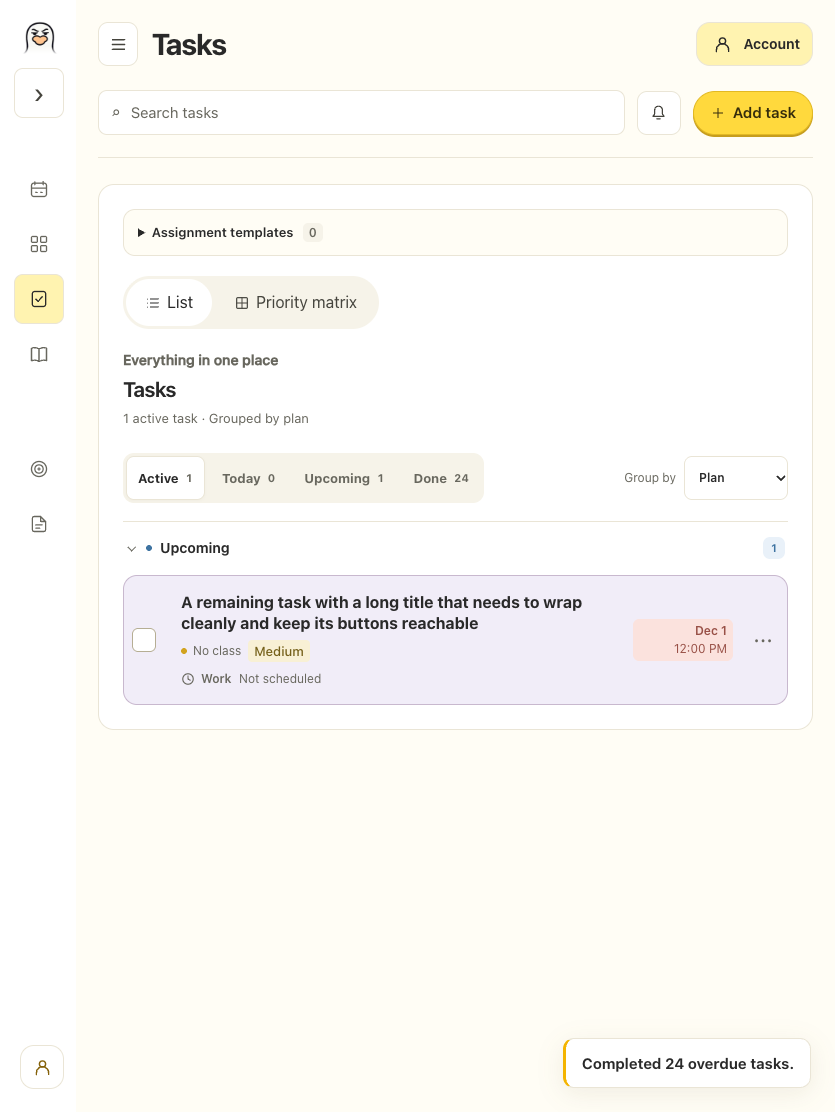 Tasks
Account
Search tasks
Add task
Assignment templates 0
List
Priority matrix
Everything in one place
Tasks
1 active task · Grouped by plan
Active 1
Today 0
Upcoming 1
Done 24
Group by
Plan
Upcoming
1
A remaining task with a long title that needs to wrap
cleanly and keep its buttons reachable
No class Medium
Work Not scheduled
Dec 1
12:00 PM
Completed 24 overdue tasks.